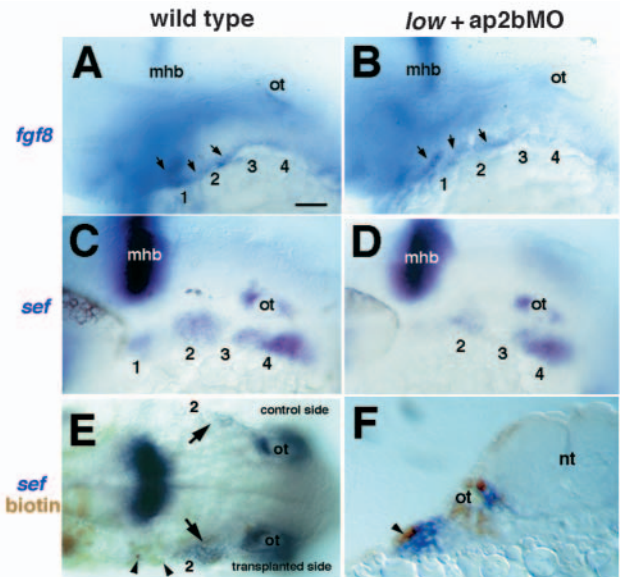 wild type
low + ap2bMO
fgf8
A
mhb
ot
1
2
3
4
B
mhb
ot
1
2
3
4
sef
C
mhb
ot
1
2
3
4
D
mhb
ot
2
3
4
sef
biotin
E
2
control side
ot
ot
2
transplanted side
F
nt
ot